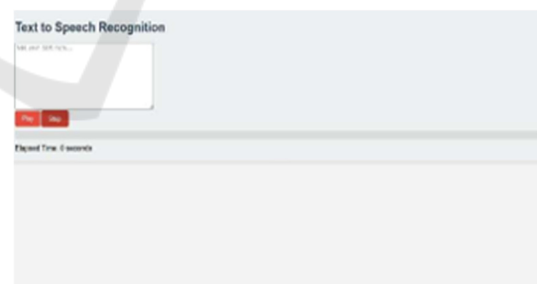 Text to Speech Recognition
Play Stop
Elapsed Time: 0 seconds